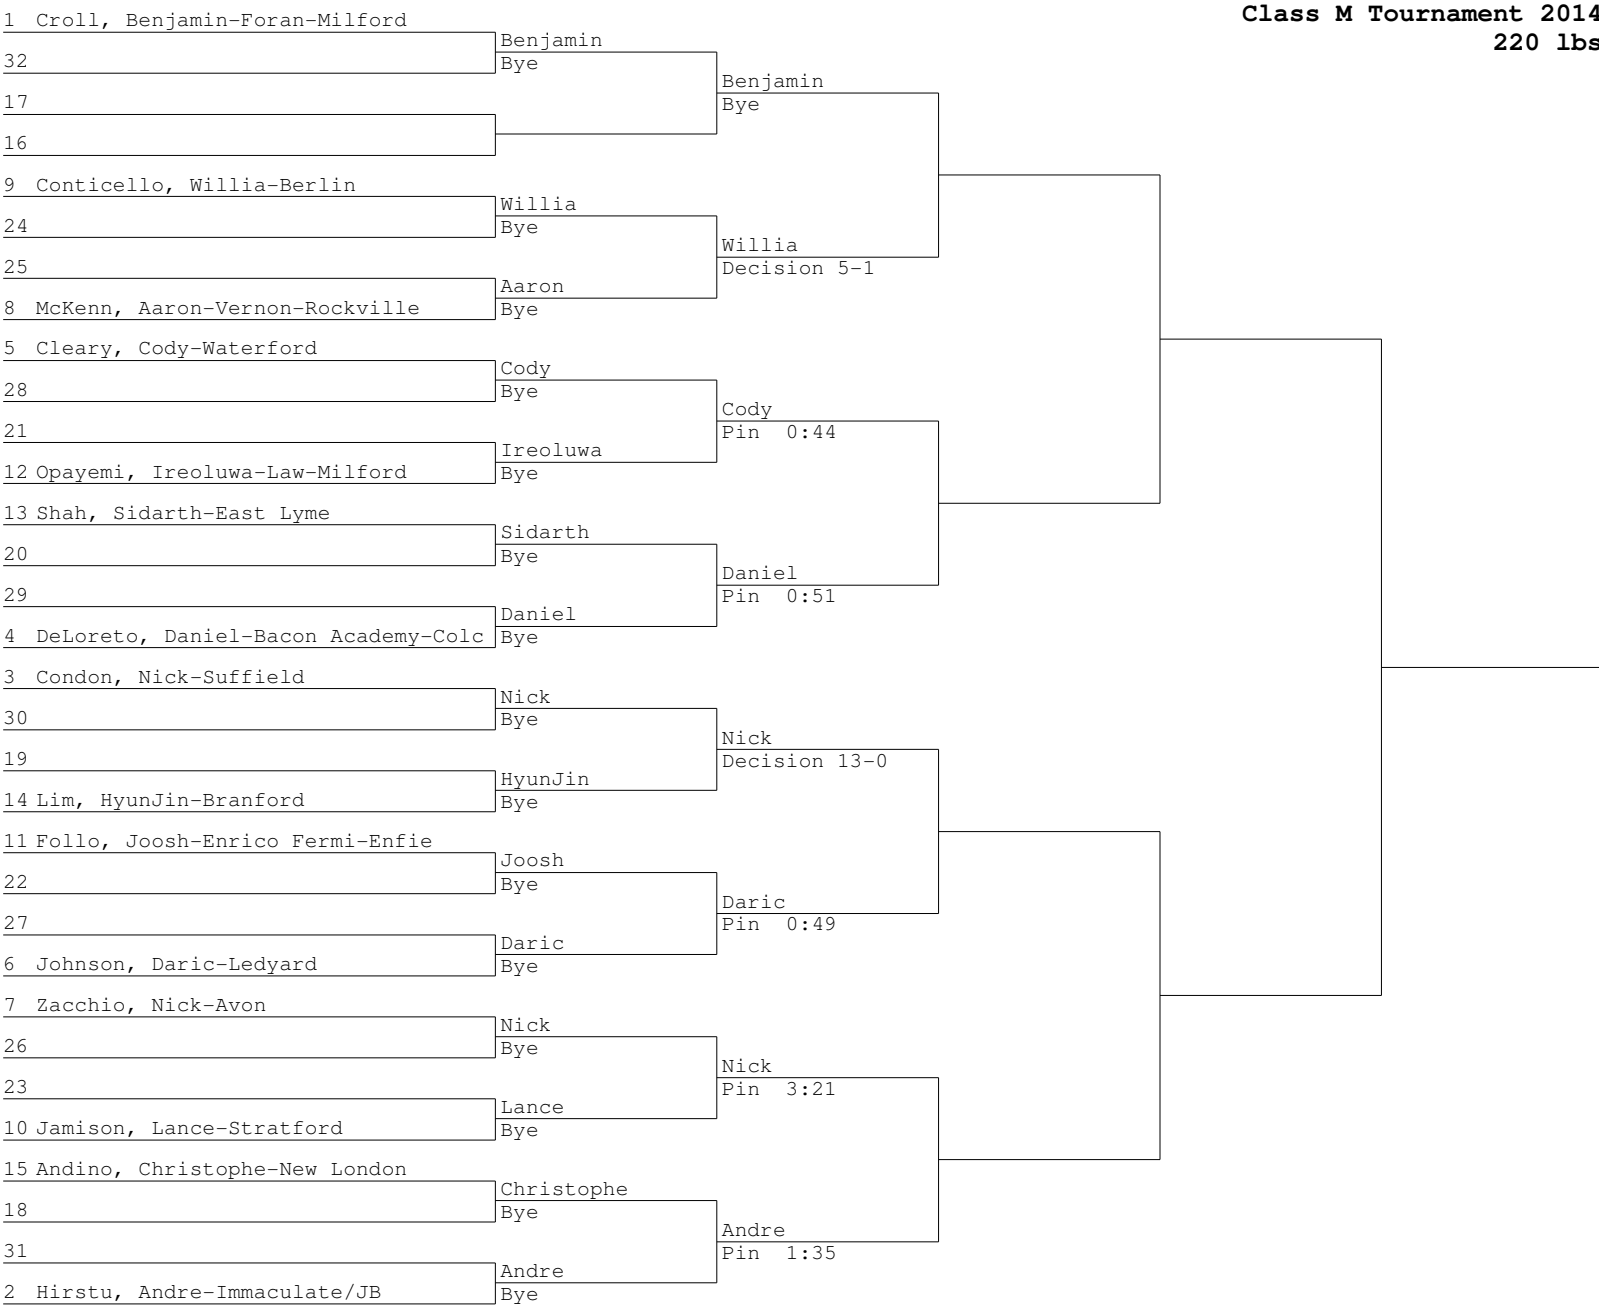 Class M Tournament 2014
220 lbs
1 Croll, Benjamin-Foran-Milford
32
17
16
9 Conticello, Willia-Berlin
24
25
8 McKenn, Aaron-Vernon-Rockville
5 Cleary, Cody-Waterford
28
21
12 Opayemi, Ireoluwa-Law-Milford
13 Shah, Sidarth-East Lyme
20
29
4 DeLoreto, Daniel-Bacon Academy-Colc
3 Condon, Nick-Suffield
30
19
14 Lim, HyunJin-Branford
11 Follo, Joosh-Enrico Fermi-Enfie
22
27
6 Johnson, Daric-Ledyard
7 Zacchio, Nick-Avon
26
23
10 Jamison, Lance-Stratford
15 Andino, Christophe-New London
18
31
2 Hirstu, Andre-Immaculate/JB
Benjamin
Bye
Willia
Bye
Aaron
Bye
Cody
Bye
Ireoluwa
Bye
Sidarth
Bye
Daniel
Bye
Nick
Bye
HyunJin
Bye
Joosh
Bye
Daric
Bye
Nick
Bye
Lance
Bye
Christophe
Bye
Andre
Bye
Benjamin
Bye
Willia
Decision 5-1
Cody
Pin 0:44
Daniel
Pin 0:51
Nick
Decision 13-0
Daric
Pin 0:49
Nick
Pin 3:21
Andre
Pin 1:35